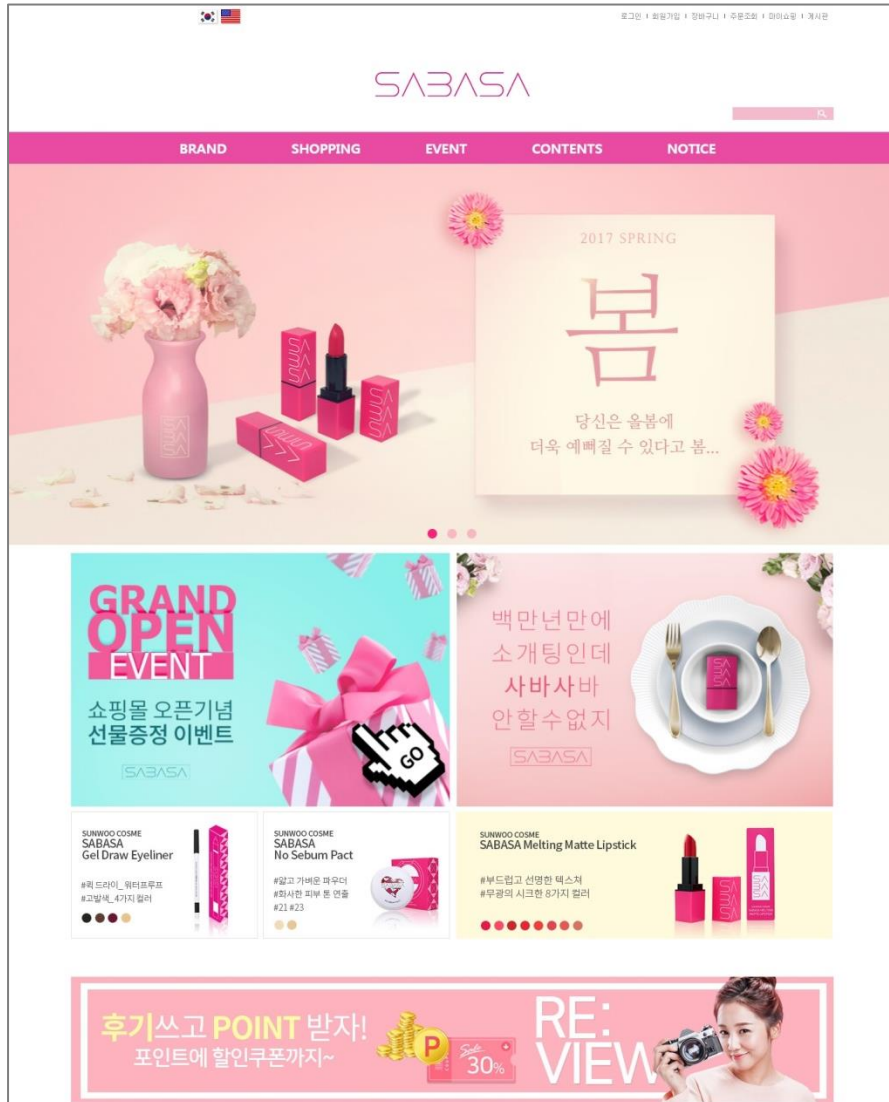 로그인 | 회원가입 | 장바구니 | 주문조회 | 마이쇼핑 | 게시판
SABASA
BRAND SHOPPING EVENT CONTENTS NOTICE
2017 SPRING
봄
당신은 올봄에
더욱 예뻐질 수 있다고 봄...
SABASA
SABASA
SABASA
SABASA
GRAND
OPEN
EVENT
쇼핑몰 오픈기념
선물증정 이벤트
SABASA
GO
백만년만에
소개팅인데
사바사바
안할수없지
SABASA
SABASA
SUNWOO COSME
SABASA
Gel Draw Eyeliner
#퀵 드라이_워터프루프
#고발색_4가지 컬러
SUNWOO COSME
SABASA
No Sebum Pact
#얇고 가벼운 파우더
#화사한 피부 톤 연출
#21 #23
SUNWOO COSME
SABASA Melting Matte Lipstick
#부드럽고 선명한 텍스쳐
#무광의 시크한 8가지 컬러
SABASA
SABASA
후기쓰고 POINT 받자!
포인트에 할인쿠폰까지~
P
Sale
30%
RE:
VIEW